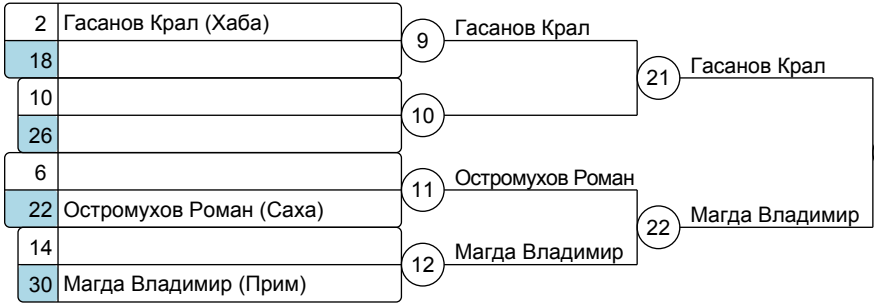 2 Гасанов Крал (Хаба)
18
10
26
6
22 Остромухов Роман (Саха)
14
30 Магда Владимир (Прим)
9 Гасанов Крал
10
11 Остромухов Роман
12 Магда Владимир
21 Гасанов Крал
22 Магда Владимир